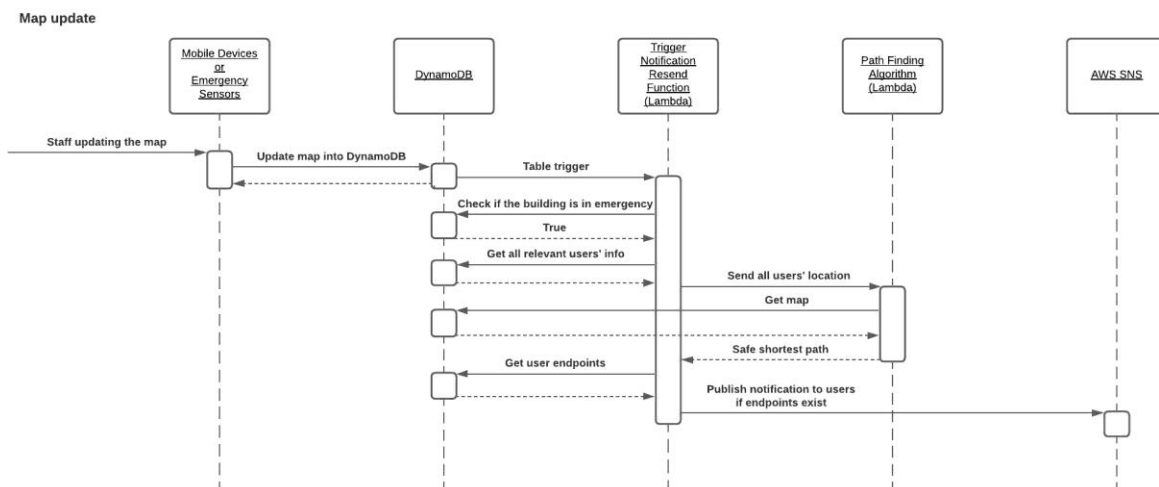 Map update
Mobile Devices
or
Emergency
Sensors
DynamoDB
Trigger
Notification
Resend
Function
(Lambda)
Path Finding
Algorithm
(Lambda)
AWS SNS
Staff updating the map
Update map into DynamoDB
Table trigger
Check if the building is in emergency
True
Get all relevant users' info
Send all users' location
Get map
Safe shortest path
Get user endpoints
Publish notification to users
if endpoints exist